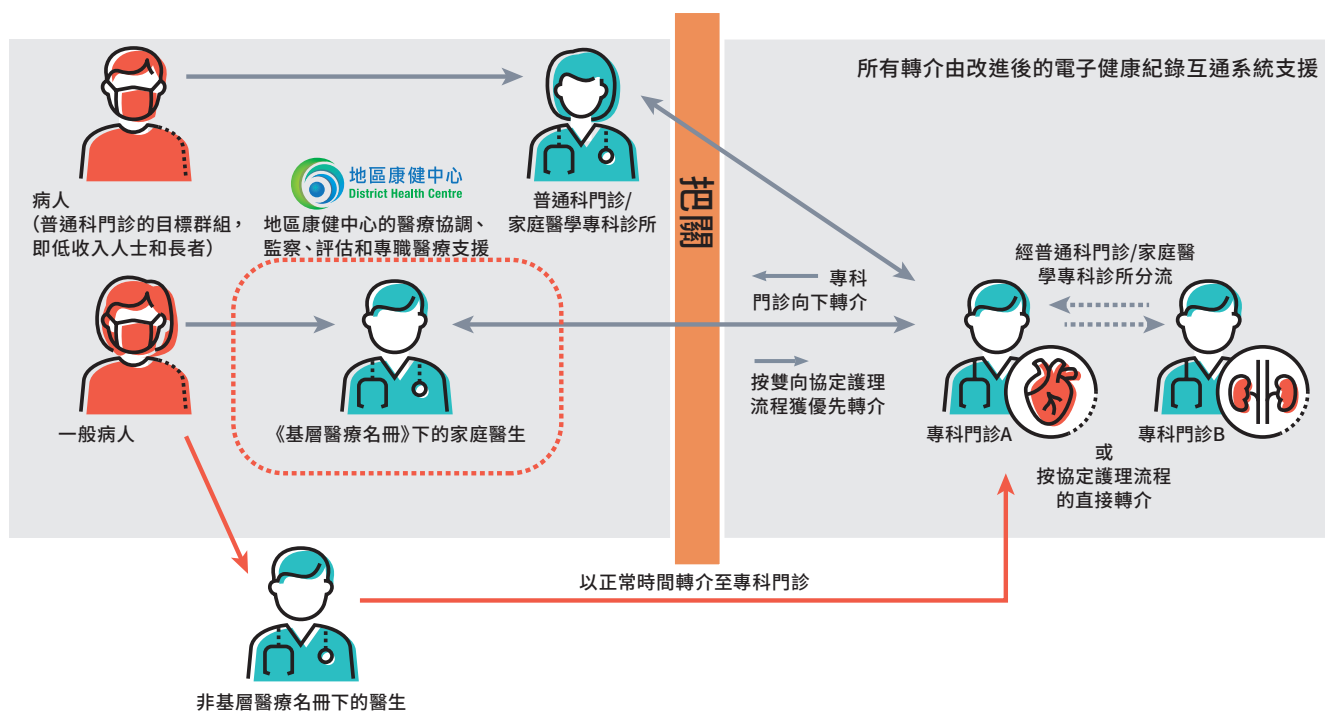 所有轉介由改進後的電子健康紀錄互通系統支援
病人
(普通科門診的目標群組，
即低收入人士和長者)
地區康健中心
District Health Centre
地區康健中心的醫療協調、
監察、評估和專職醫療支援
普通科門診/
家庭醫學專科診所
把關
一般病人
《基層醫療名冊》下的家庭醫生
專科
門診向下轉介
按雙向協定護理
流程獲優先轉介
經普通科門診/家庭醫
學專科診所分流
專科門診A
專科門診B
或
按協定護理流程
的直接轉介
以正常時間轉介至專科門診
非基層醫療名冊下的醫生